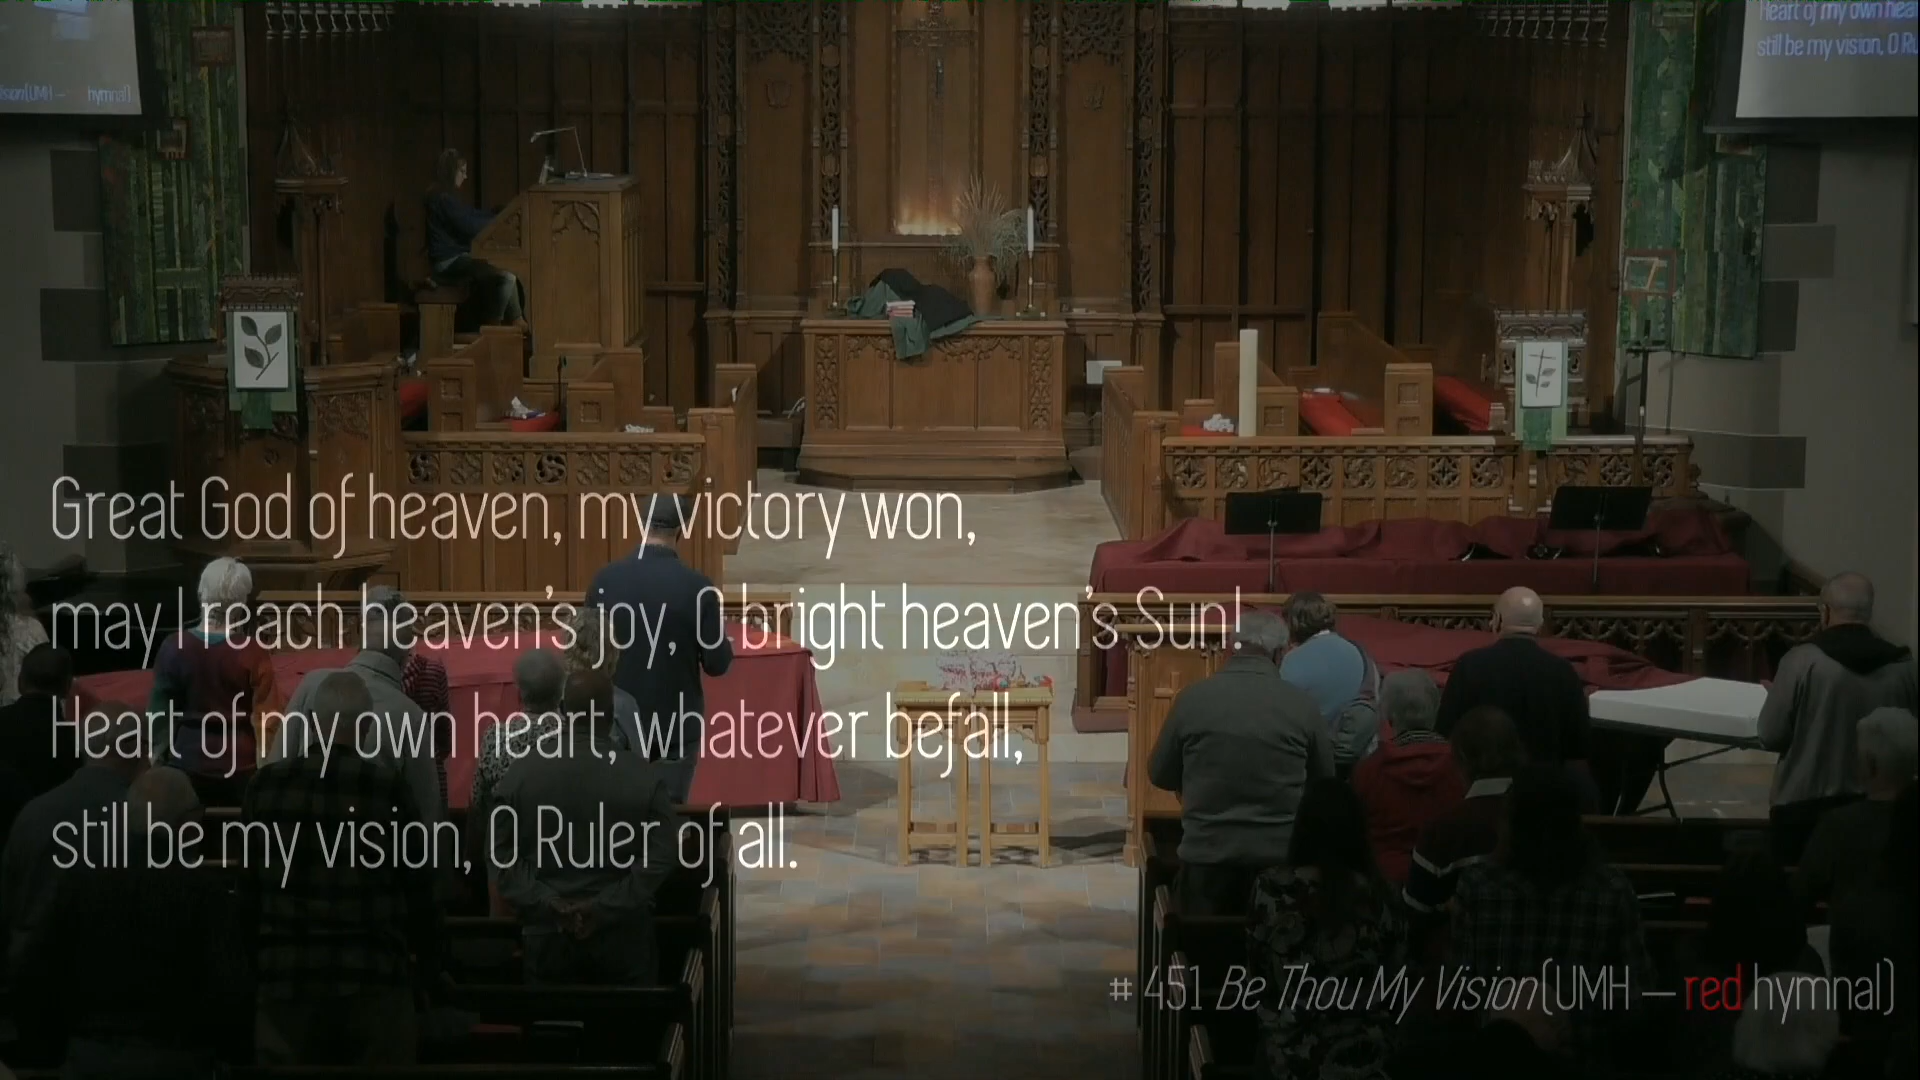 Heart of my own hea
still be my vision, O Ru
hymnal)
Great God of heaven, my victory won,
may I reach heaven's joy, O bright heaven's Sun!
Heart of my own heart, whatever befall,
still be my vision, O Ruler of all.
# 451 Be Thou My Vision (UMH — red hymnal)